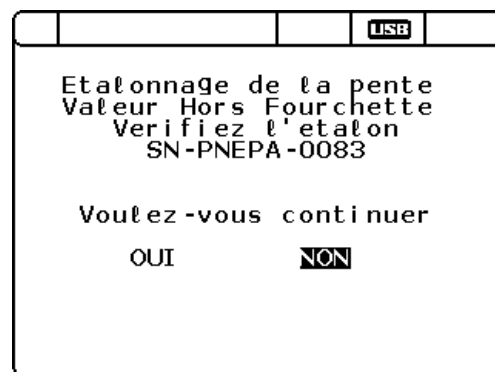 USB
Etalonnage de la pente
Valeur Hors Fourchette
Verifiez l'etalon
SN-PNEPA-0083
Voulez-vous continuer
OUI NON